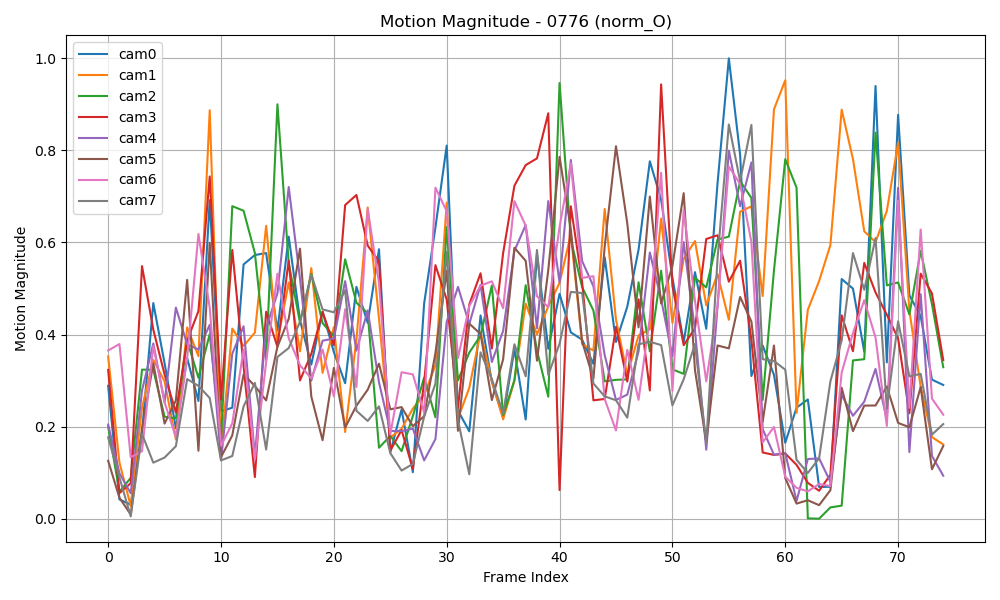 Motion Magnitude - 0776 (norm_O)
cam0
cam1
cam2
cam3
cam4
cam5
cam6
cam7
Motion Magnitude
1.0
0.8
0.6
0.4
0.2
0.0
0 10 20 30 40 50 60 70
Frame Index